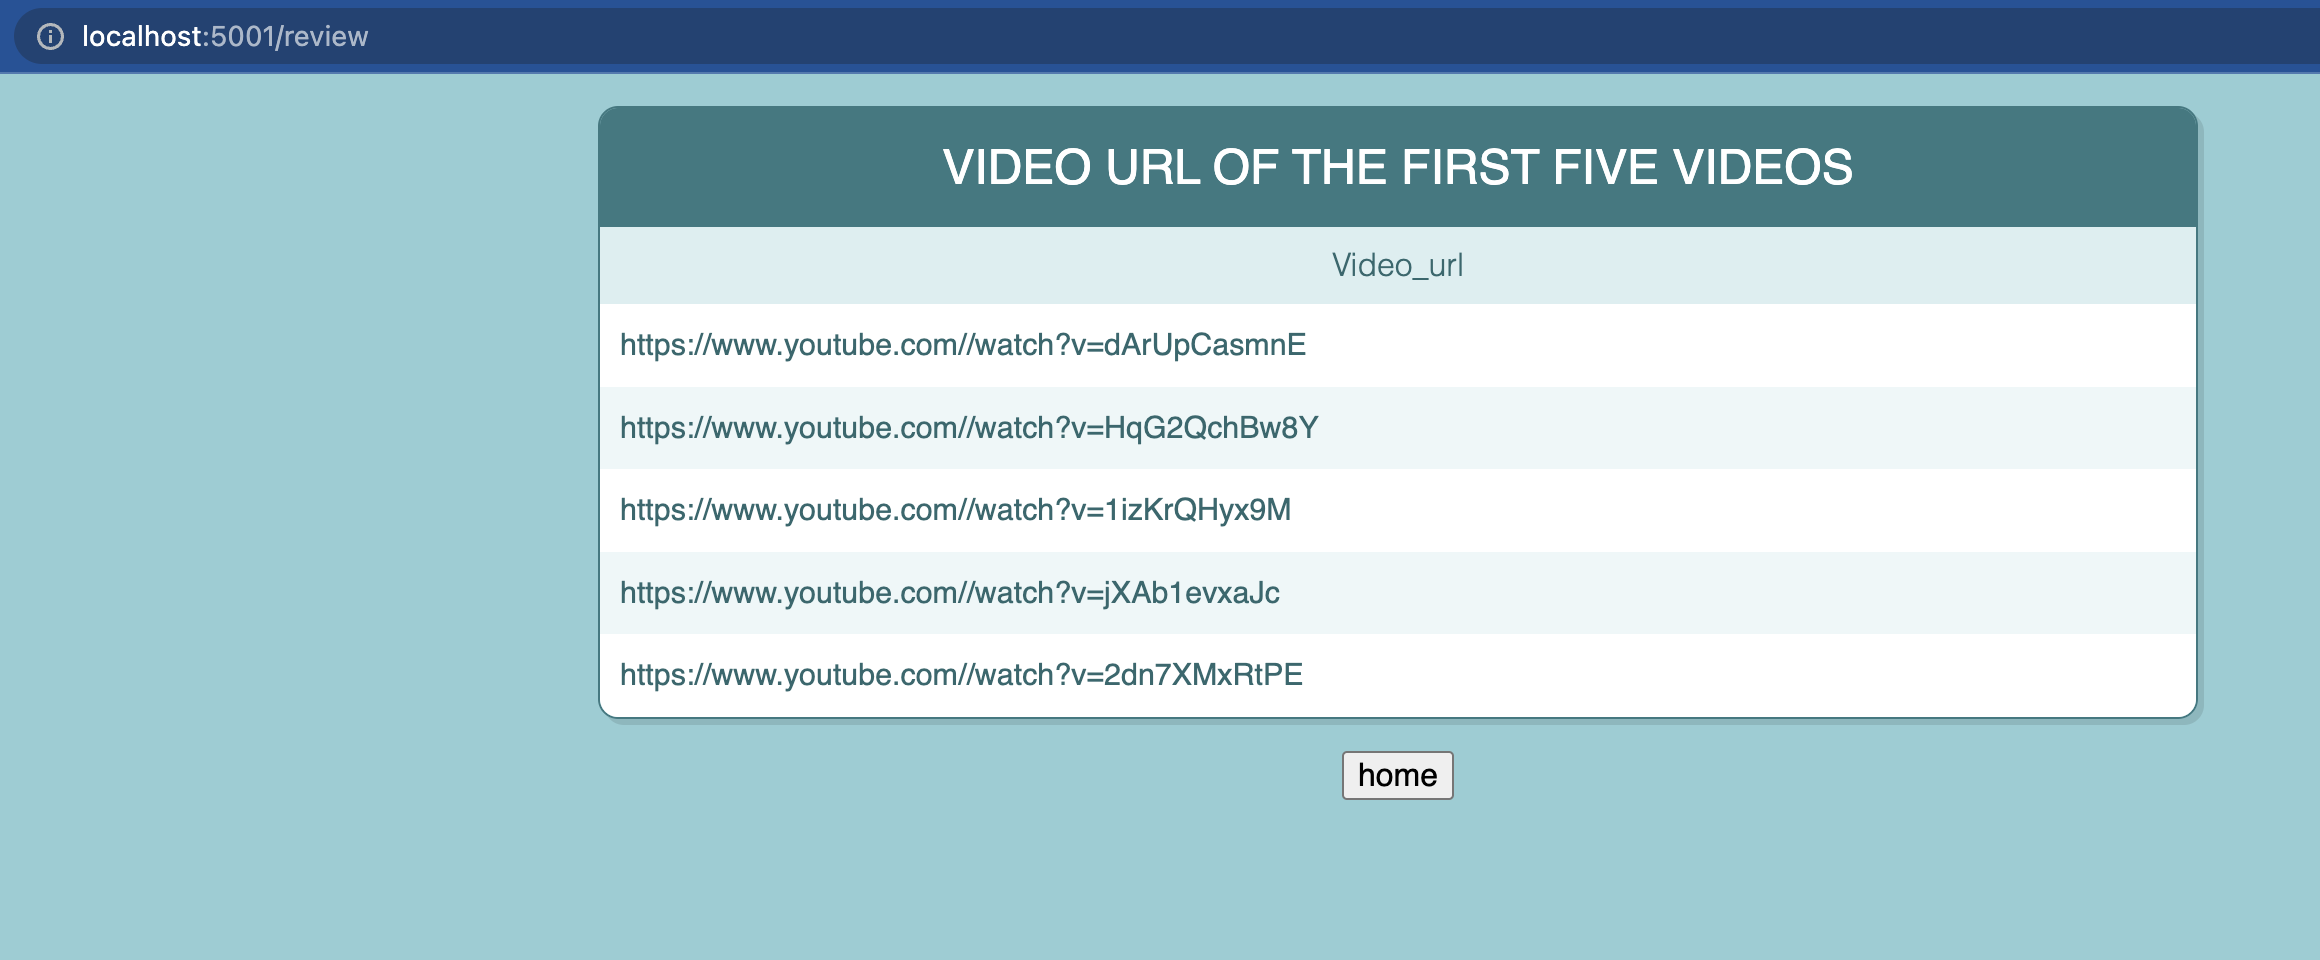 localhost:5001/review
VIDEO URL OF THE FIRST FIVE VIDEOS
Video_url
https://www.youtube.com//watch?v=dArUpCasmnE
https://www.youtube.com//watch?v=HqG2QchBw8Y
https://www.youtube.com//watch?v=1izKrQHyx9M
https://www.youtube.com//watch?v=jXAb1evxaJc
https://www.youtube.com//watch?v=2dn7XMxRtPE
home